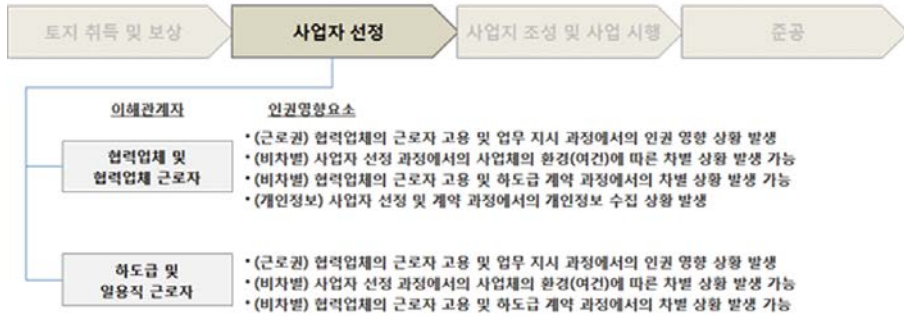 토지 취득 및 보상
사업자 선정
사업지 조성 및 사업 시행
준공
이해관계자
인권영향요소
협력업체 및
협력업체 근로자
• (근로권) 협력업체의 근로자 고용 및 업무 지시 과정에서의 인권 영향 상황 발생
• (비차별) 사업자 선정 과정에서의 사업체의 환경(여건)에 따른 차별 상황 발생 가능
• (비차별) 협력업체의 근로자 고용 및 하도급 계약 과정에서의 차별 상황 발생 가능
• (개인정보) 사업자 선정 및 계약 과정에서의 개인정보 수집 상황 발생
하도급 및
일용직 근로자
• (근로권) 협력업체의 근로자 고용 및 업무 지시 과정에서의 인권 영향 상황 발생
• (비차별) 사업자 선정 과정에서의 사업체의 환경(여건)에 따른 차별 상황 발생 가능
• (비차별) 협력업체의 근로자 고용 및 하도급 계약 과정에서의 차별 상황 발생 가능